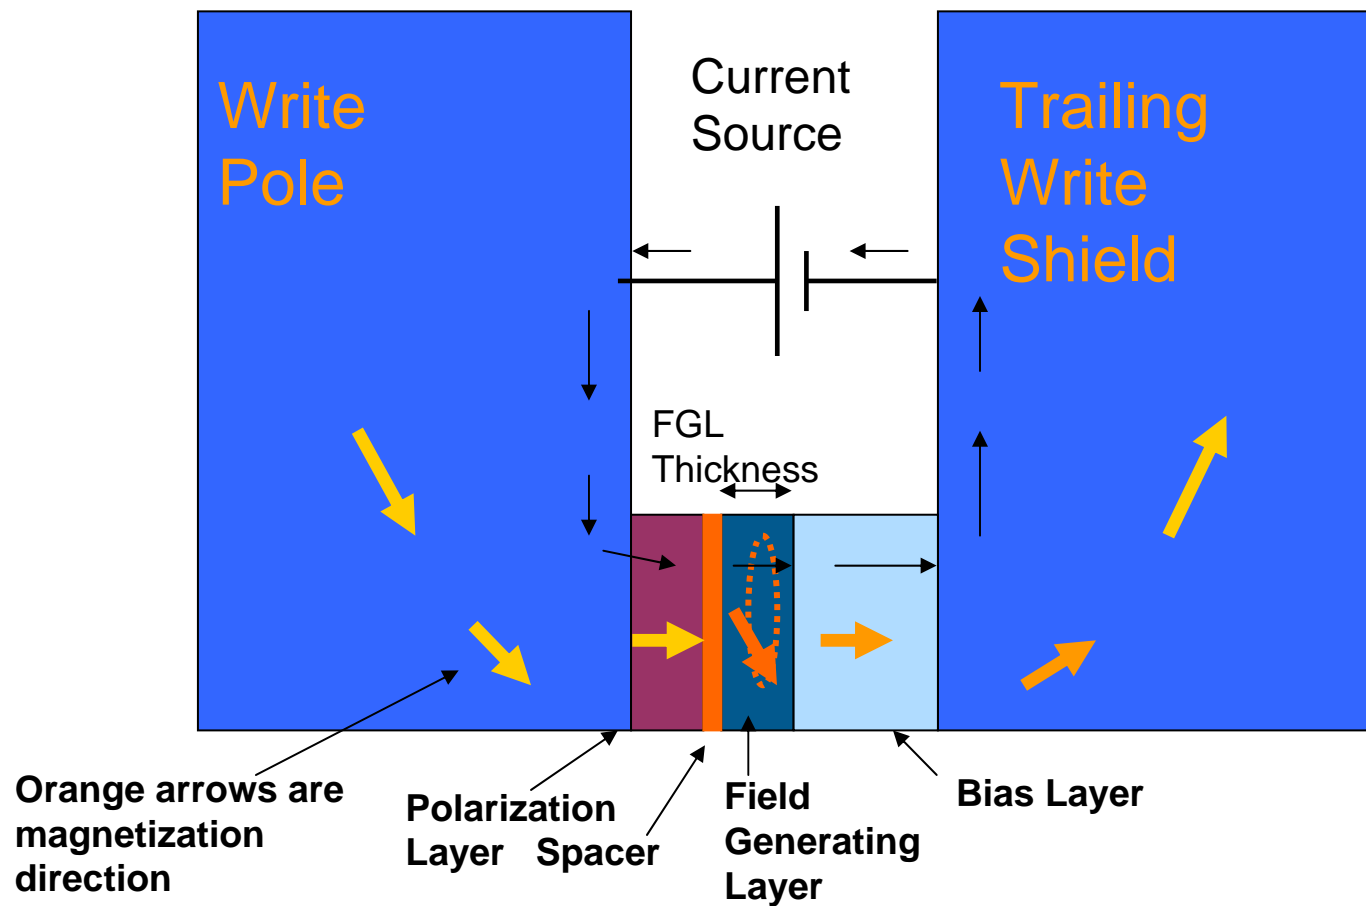 Write
Pole
Current
Source
Trailing
Write
Shield
FGL
Thickness
Orange arrows are
magnetization
direction
Polarization
Layer
Spacer
Field
Generating
Layer
Bias Layer